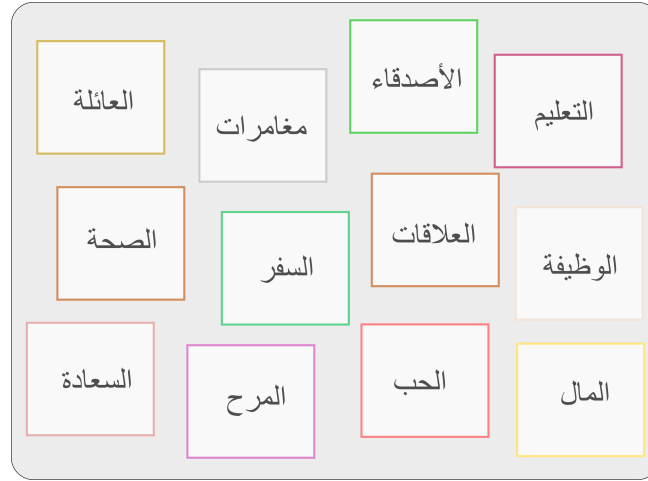 الأصدقاء
العائلة
مغامرات
التعليم
الصحة
العلاقات
السفر
الوظيفة
السعادة
المرح
الحب
المال